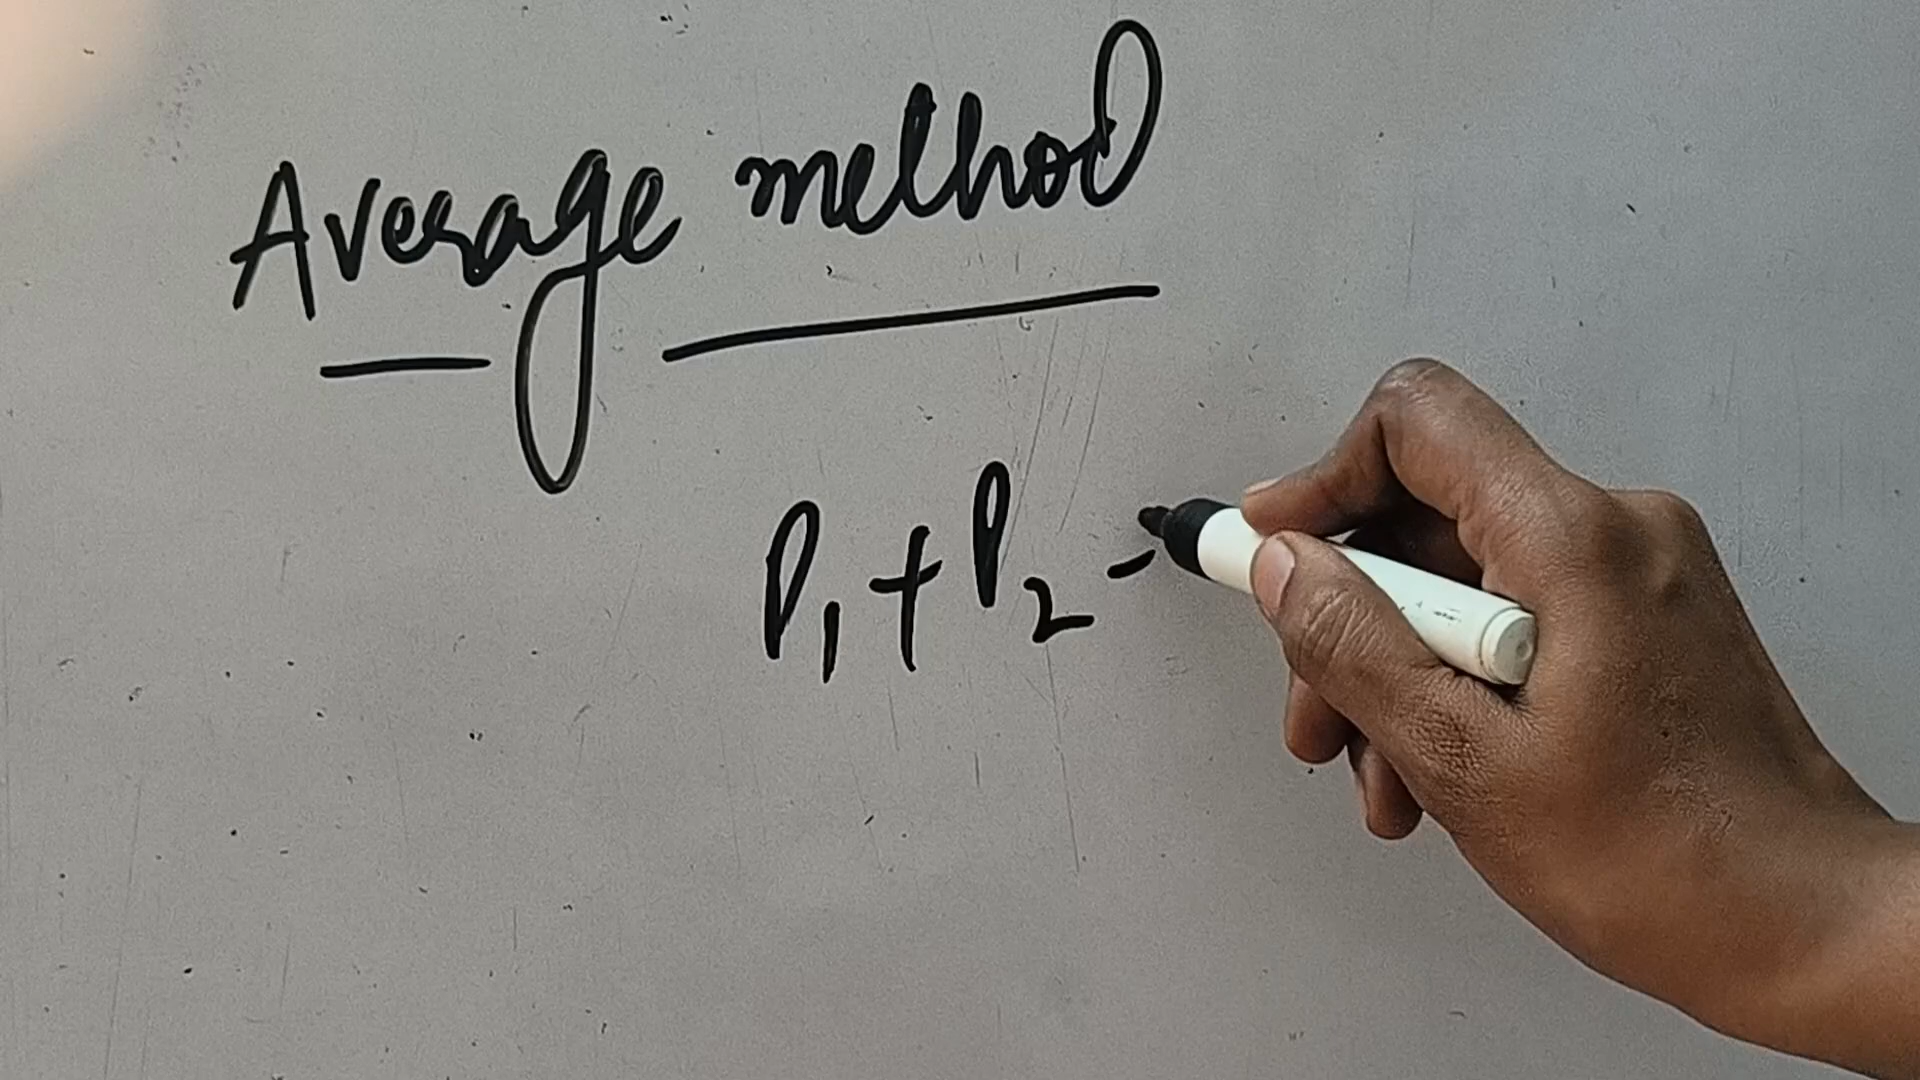 Average method
P₁ + P₂ -